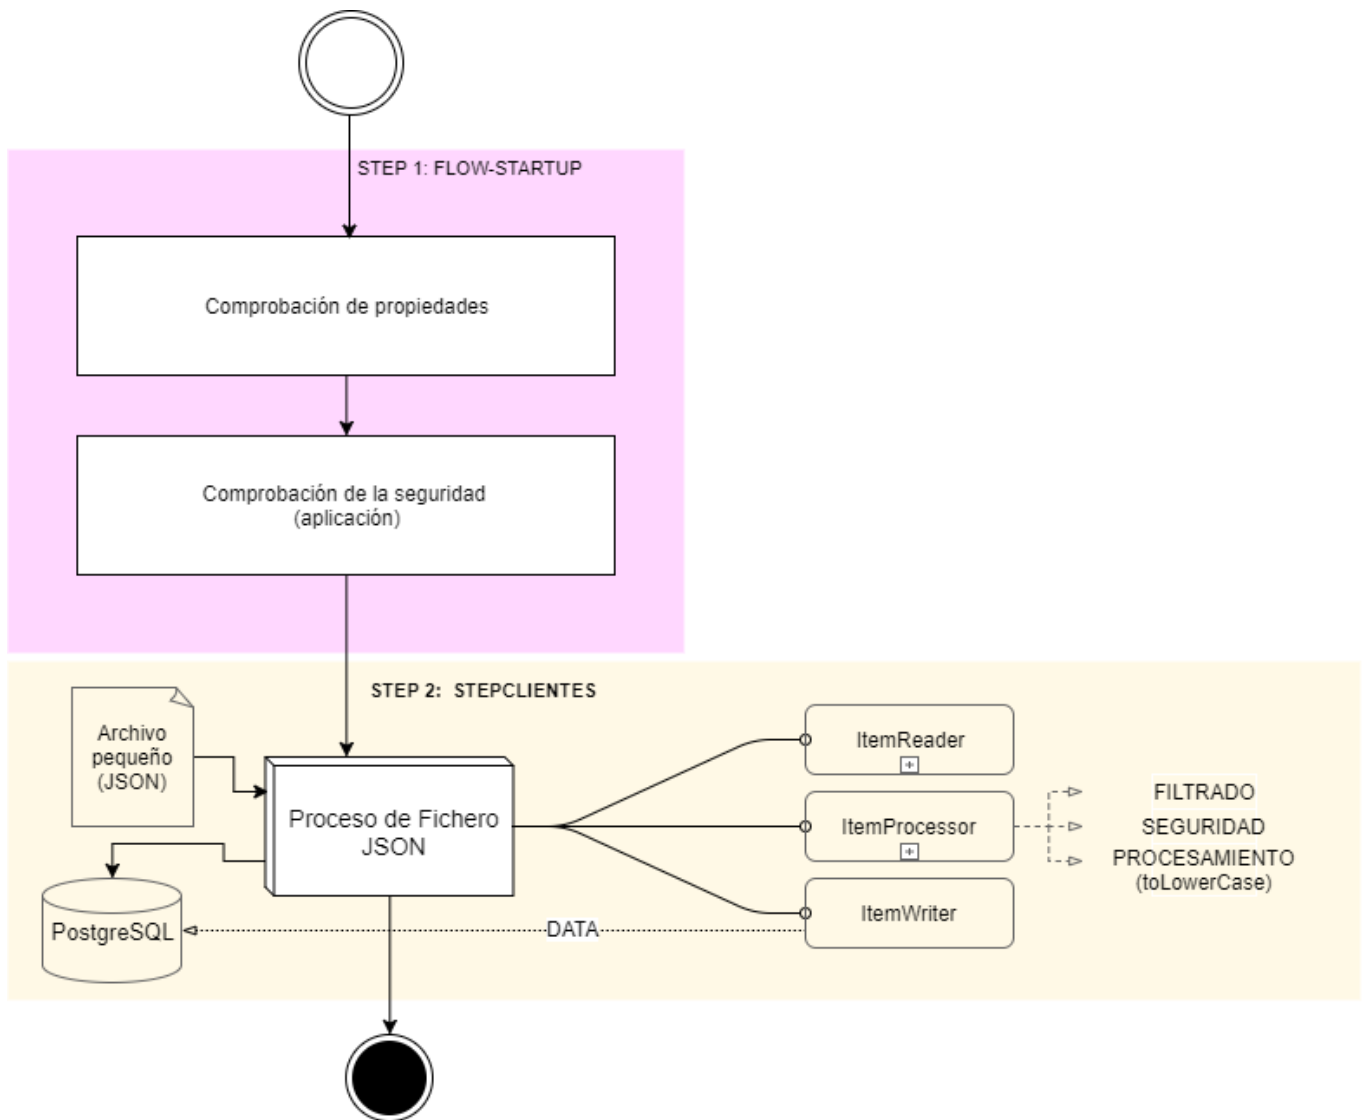 STEP 1: FLOW-STARTUP
Comprobación de propiedades
Comprobación de la seguridad
(aplicación)
STEP 2:  STEPCLIENTES
Archivo
pequeño
(JSON)
Proceso de Fichero
JSON
ItemReader
ItemProcessor
ItemWriter
FILTRADO
SEGURIDAD
PROCESAMIENTO
(toLowerCase)
PostgreSQL
DATA